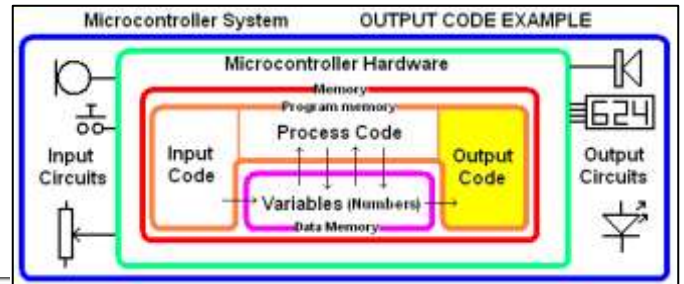 Microcontroller System OUTPUT CODE EXAMPLE
Microcontroller Hardware
Memory
Program memory
Process Code
Input
Code
Output
Code
Input
Circuits
Output
Circuits
624
Variables (Numbers)
Data Memory